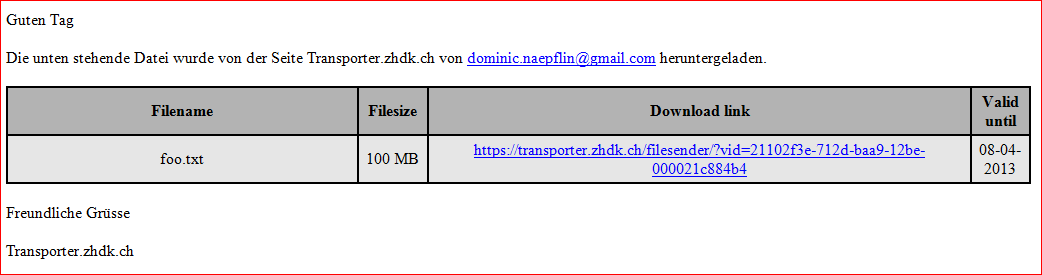 Guten Tag
Die unten stehende Datei wurde von der Seite Transporter.zhdk.ch von dominic.naepflin@gmail.com heruntergeladen.
Filename Filesize Download link Valid
until
foo.txt 100 MB https://transporter.zhdk.ch/filesender/?vid=21102f3e-712d-baa9-12be- 08-04-
000021c884b4 2013
Freundliche Grüsse
Transporter.zhdk.ch